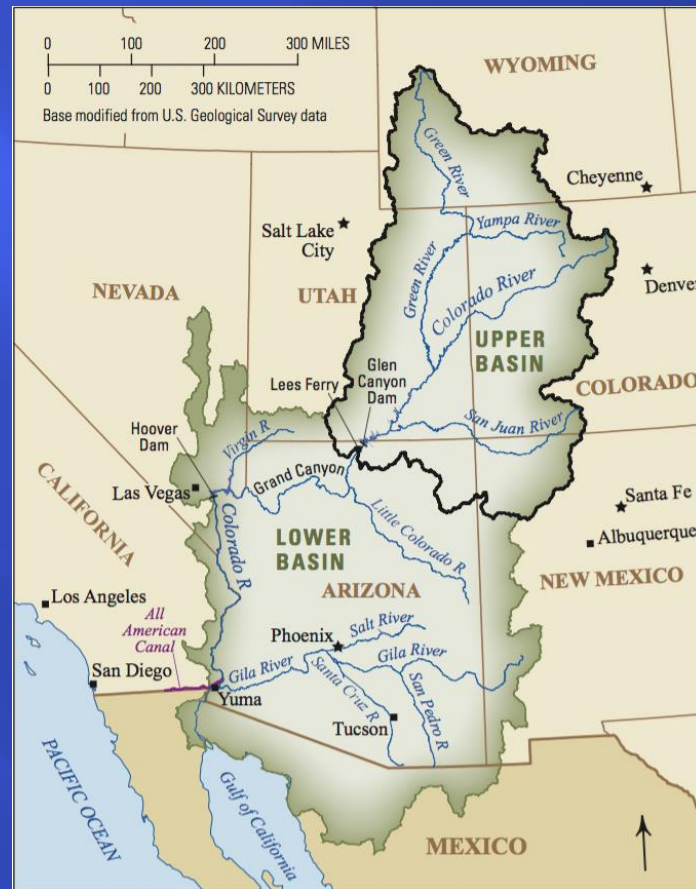 0 100 200 300 MILES
0 100 200 300 KILOMETERS
Base modified from U.S. Geological Survey data
WYOMING
Green River
Cheyenne
Yampa River
Salt Lake
City
Green River
Colorado River
Denver
NEVADA
UTAH
UPPER
BASIN
Glen
Canyon
Dam
Lees Ferry
COLORADO
San Juan River
Hoover
Dam
Virgin R
Grand Canyon
Las Vegas
CALIFORNIA
Colorado R
Little Colorado R
Santa Fe
Albuquerque
LOWER
BASIN
NEW MEXICO
ARIZONA
Los Angeles
All
American
Canal
Phoenix
Salt River
Gila River
San Diego
Gila River
Yuma
Santa Cruz R
San Pedro R
Tucson
PACIFIC OCEAN
Gulf of California
MEXICO